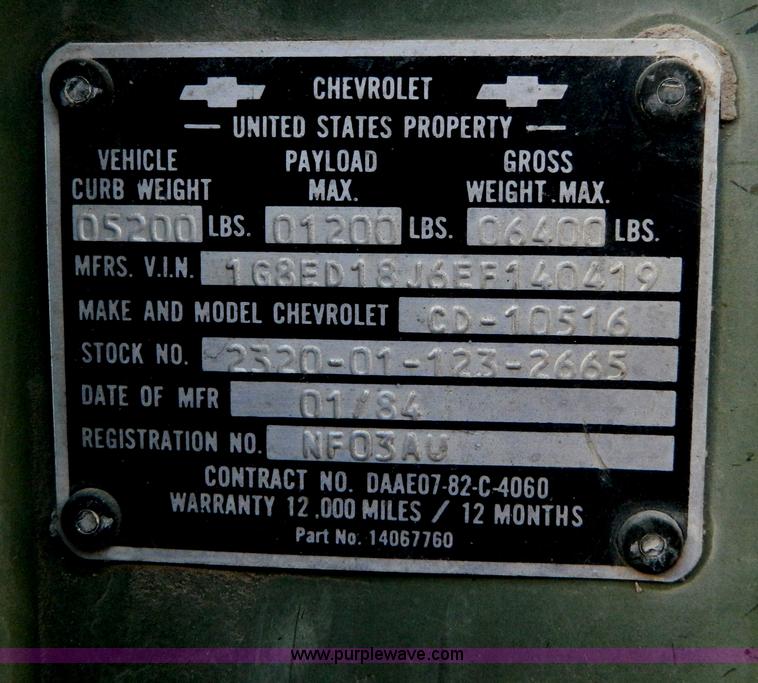 CHEVROLET
UNITED STATES PROPERTY
VEHICLE CURB WEIGHT PAYLOAD MAX. GROSS WEIGHT.MAX.
05200 LBS. 01200 LBS. 06400 LBS.
MFRS. V.I.N. 1G8ED18J6EF140419
MAKE AND MODEL CHEVROLET CD-10516
STOCK NO. 2320-01-123-2665
DATE OF MFR 01/84
REGISTRATION NO. NF03AU
CONTRACT NO. DAAE07-82-C-4060
WARRANTY 12.000 MILES / 12 MONTHS
Part No. 14067760
www.purplewave.com